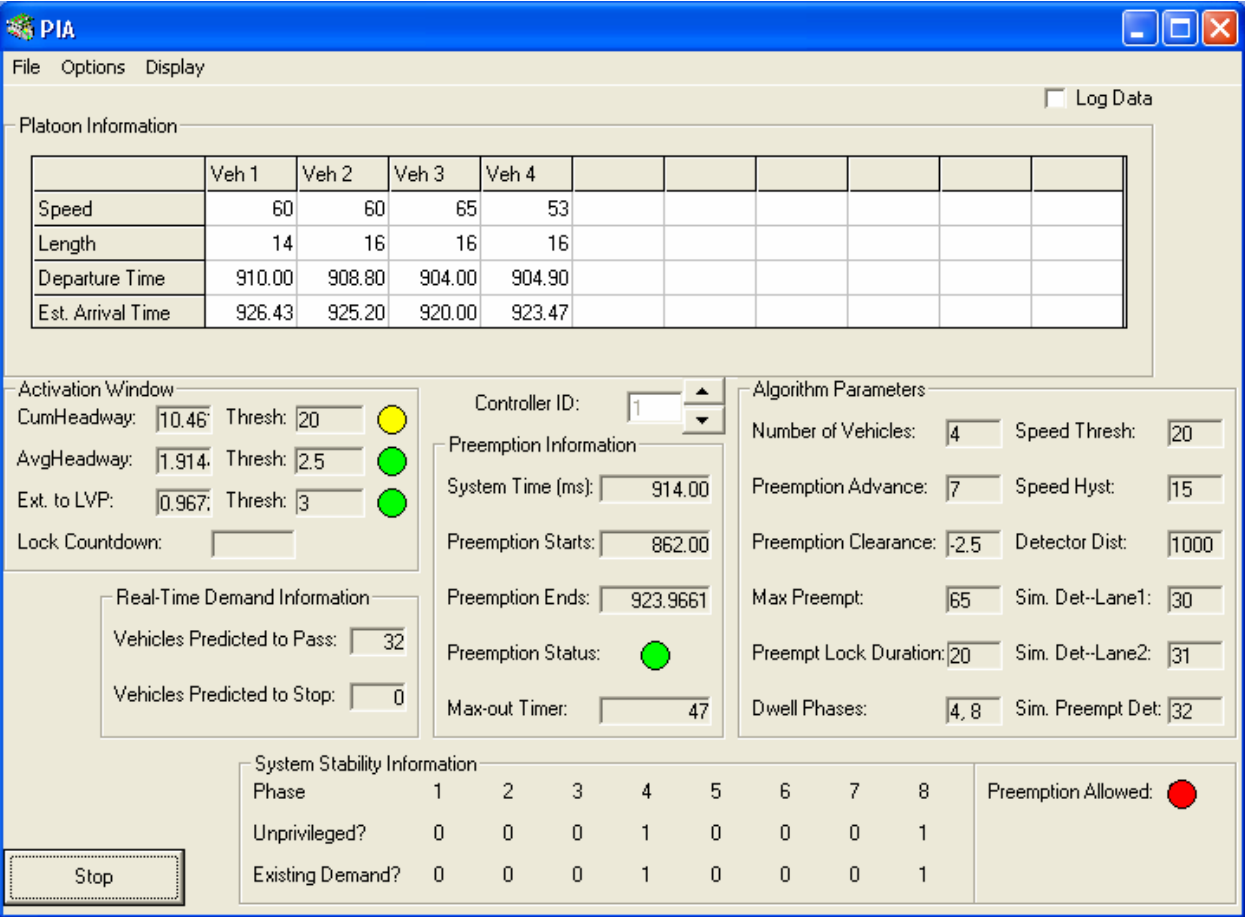 PIA
File Options Display
Log Data
Platoon Information
Veh 1 Veh 2 Veh 3 Veh 4
Speed 60 60 65 53
Length 14 16 16 16
Departure Time 910.00 908.80 904.00 904.90
Est. Arrival Time 926.43 925.20 920.00 923.47
Activation Window
CumHeadway: 10.46 Thresh: 20
AvgHeadway: 1.914 Thresh: 2.5
Ext. to LVP: 0.967 Thresh: 3
Lock Countdown:
Real-Time Demand Information
Vehicles Predicted to Pass: 32
Vehicles Predicted to Stop: 0
Controller ID: 1
Preemption Information
System Time (ms): 914.00
Preemption Starts: 862.00
Preemption Ends: 923.9661
Preemption Status:
Max-out Timer: 47
Algorithm Parameters
Number of Vehicles: 4 Speed Thresh: 20
Preemption Advance: 7 Speed Hyst: 15
Preemption Clearance: -2.5 Detector Dist: 1000
Max Preempt: 65 Sim. Det--Lane1: 30
Preempt Lock Duration: 20 Sim. Det--Lane2: 31
Dwell Phases: 4, 8 Sim. Preempt Det: 32
System Stability Information
Phase 1 2 3 4 5 6 7 8
Unprivileged? 0 0 0 1 0 0 0 1
Existing Demand? 0 0 0 1 0 0 0 1
Preemption Allowed:
Stop